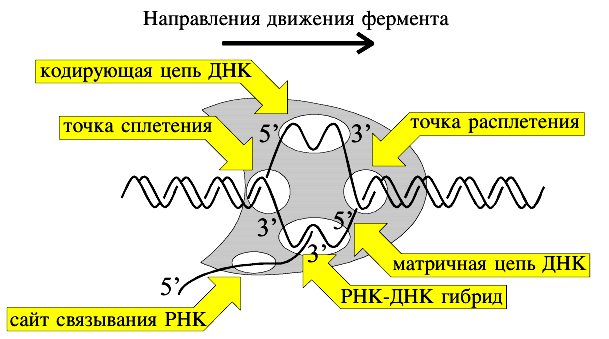 Направления движения фермента
кодирующая цепь ДНК
точка сплетения
5’
3’
точка расплетения
3’
5’
3’
матричная цепь ДНК
5’
РНК-ДНК гибрид
сайт связывания РНК